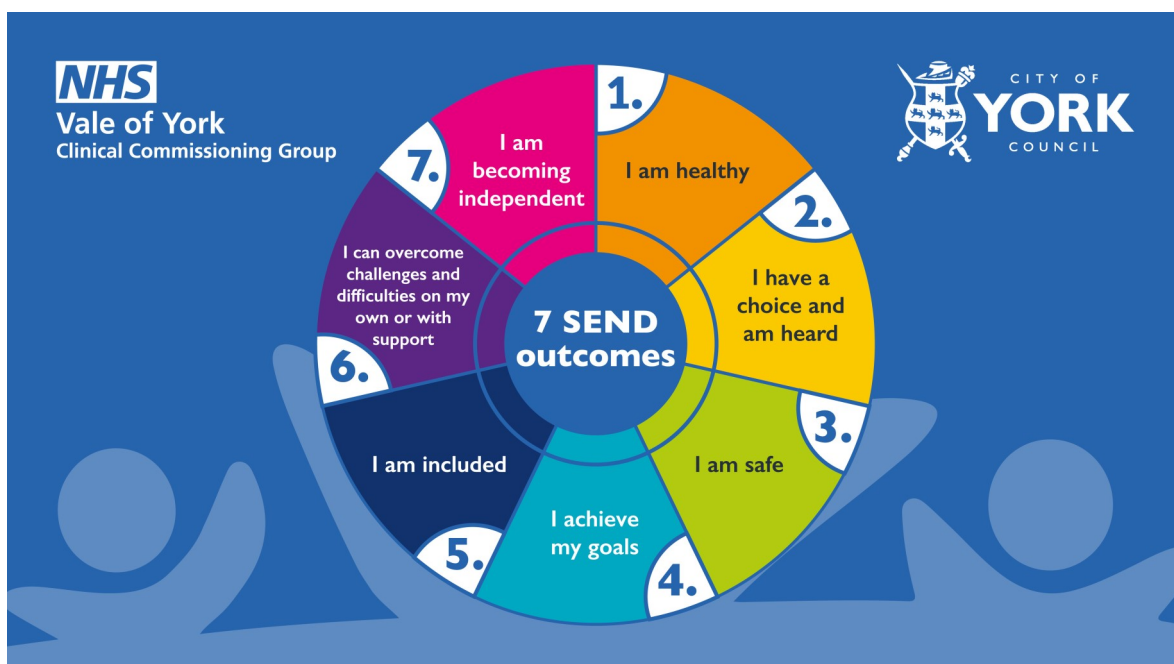 NHS
Vale of York
Clinical Commissioning Group
CITY OF
YORK
COUNCIL
7 SEND
outcomes
1.
I am healthy
2.
I have a
choice and
am heard
3.
I am safe
4.
I achieve
my goals
5.
I am included
6.
I can overcome
challenges and
difficulties on my
own or with
support
7.
I am
becoming
independent